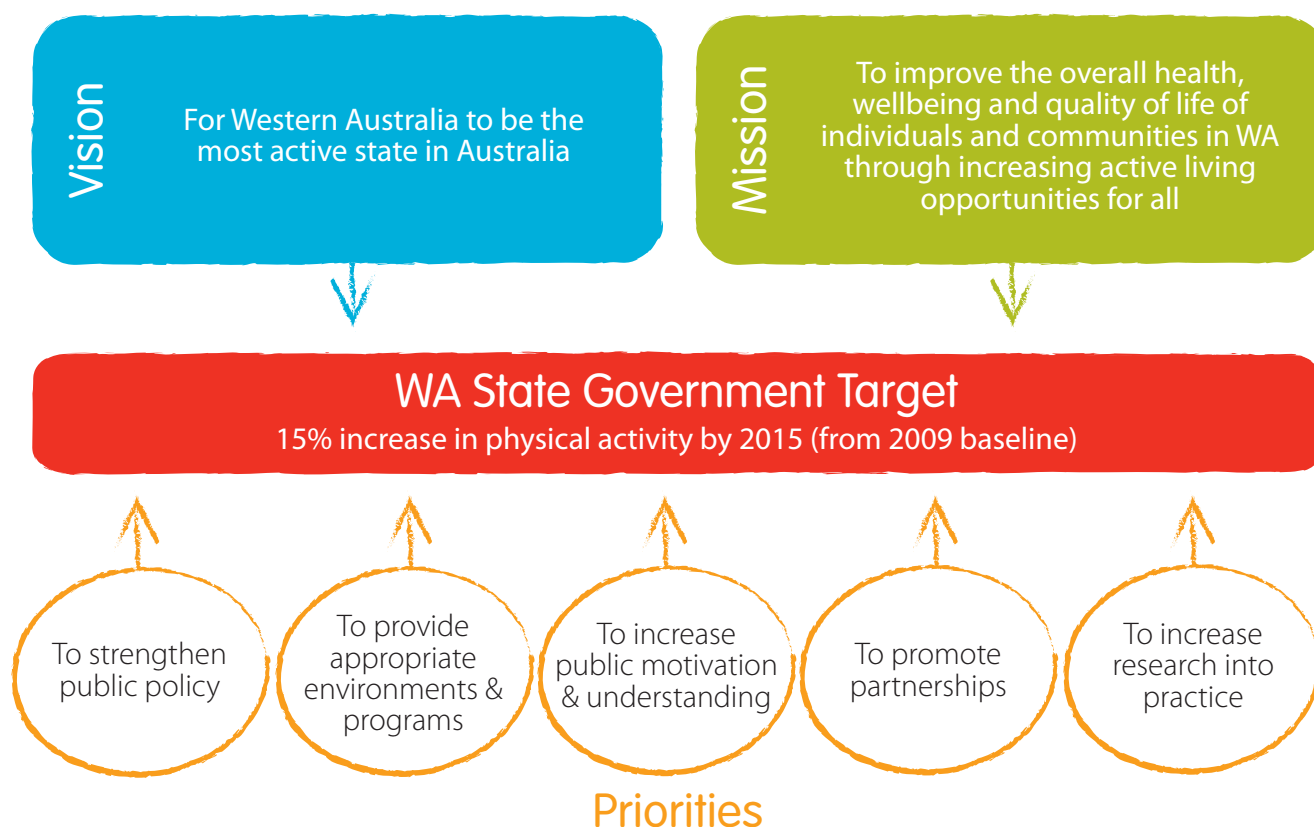 Vision
For Western Australia to be the
most active state in Australia
Mission
To improve the overall health,
wellbeing and quality of life of
individuals and communities in WA
through increasing active living
opportunities for all
WA State Government Target
15% increase in physical activity by 2015 (from 2009 baseline)
To strengthen
public policy
To provide
appropriate
environments &
programs
To increase
public motivation
& understanding
To promote
partnerships
To increase
research into
practice
Priorities